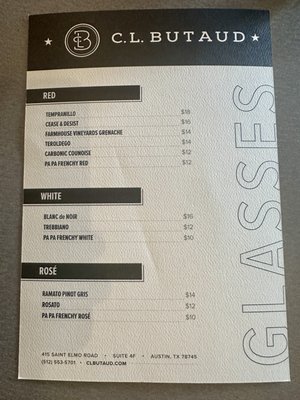 CLB
★ C.L. BUTAUD ★
RED
TEMPRANILLO $18
CEASE & DESIST $16
FARMHOUSE VINEYARDS GRENACHE $14
TEROLDEGO $14
CARBONIC COUNOISE $12
PA PA FRENCHY RED $12
WHITE
BLANC de NOIR $16
TREBBIANO $12
PA PA FRENCHY WHITE $10
ROSÉ
RAMATO PINOT GRIS $14
ROSATO $12
PA PA FRENCHY ROSÉ $10
415 SAINT ELMO ROAD • SUITE 4F • AUSTIN, TX 78745
(512) 553-5701 • CLBUTAUD.COM
GLASSES